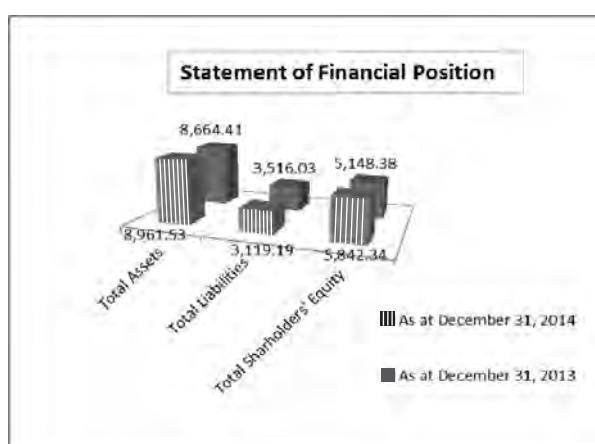 Statement of Financial Position
8,664.41
3,516.03
5,148.38
8,961.53
3,119.19
5,842.34
Total Assets
Total Liabilities
Total Sharholders' Equity
As at December 31, 2014
As at December 31, 2013